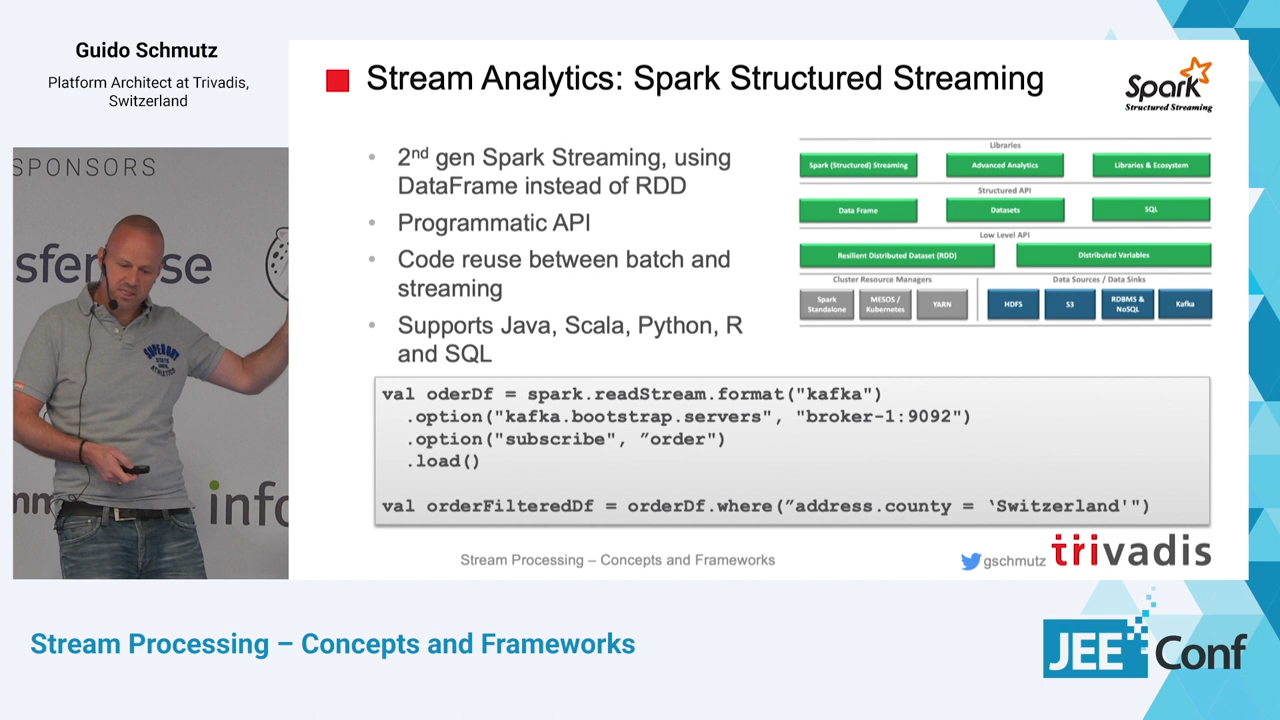 Guido Schmutz
Platform Architect at Trivadis,
Switzerland
SPONSORS
Stream Analytics: Spark Structured Streaming
Spark
Structured Streaming
• 2nd gen Spark Streaming, using
DataFrame instead of RDD
• Programmatic API
• Code reuse between batch and
streaming
• Supports Java, Scala, Python, R
and SQL
Libraries
Spark (Structured) Streaming
Advanced Analytics
Libraries & Ecosystem
Structured API
Data Frame
Datasets
SQL
Low Level API
Resilient Distributed Dataset (RDD)
Distributed Variables
Cluster Resource Managers
Data Sources / Data Sinks
Spark
Standalone
MESOS /
Kubernetes
YARN
HDFS
S3
RDBMS &
NoSQL
Kafka
val oderDf = spark.readStream.format("kafka")
.option("kafka.bootstrap.servers", "broker-1:9092")
.option("subscribe", ″order")
.load()
val orderFilteredDf = orderDf.where(″address.county = `Switzerland'")
Stream Processing – Concepts and Frameworks
gschmutz
trivadis
SUPERDRY
STATE
ATHLETICS
Stream Processing – Concepts and Frameworks
JEE Conf